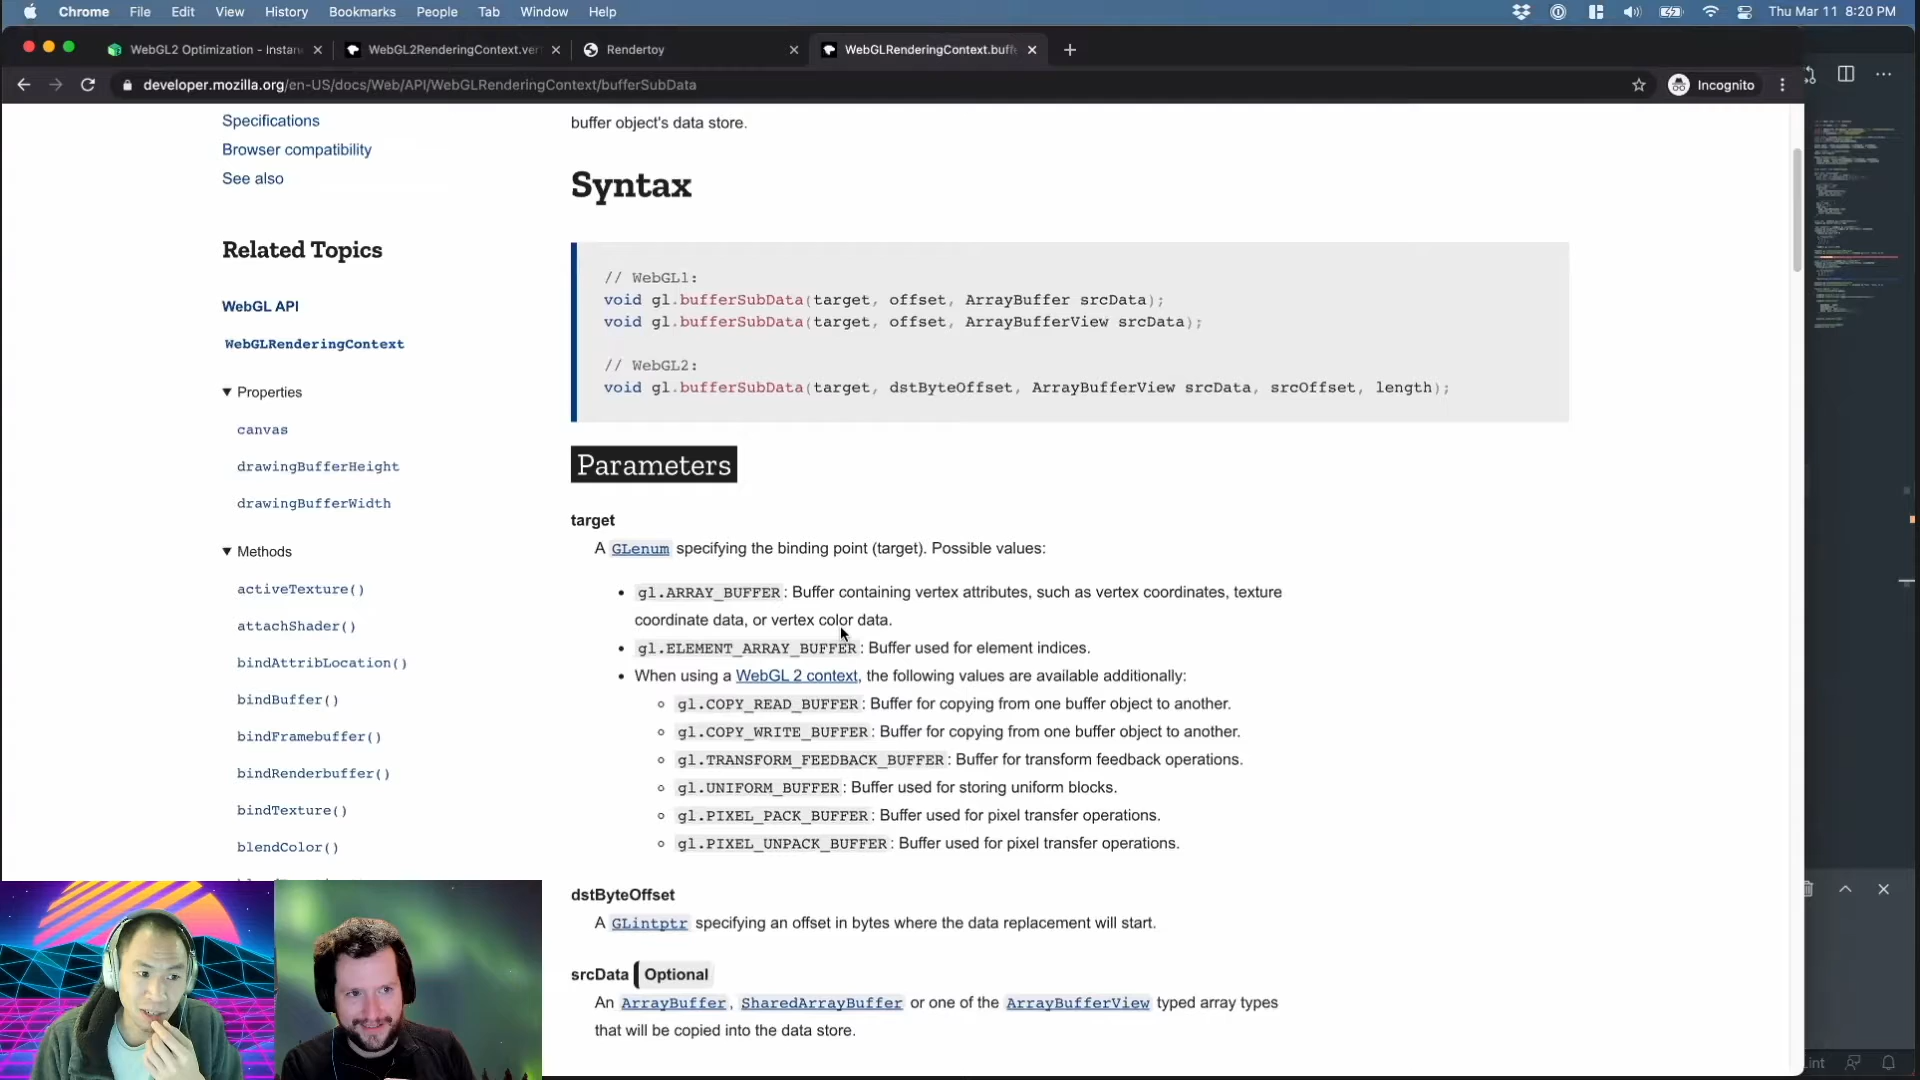 Chrome File Edit View History Bookmarks People Tab Window Help Thu Mar 11 8:20 PM
WebGL2 Optimization - Instan WebGL2RenderingContext.ver Rendertoy WebGLRenderingContext.buff
developer.mozilla.org/en-US/docs/Web/API/WebGLRenderingContext/bufferSubData Incognito
Specifications
Browser compatibility
See also
Related Topics
WebGL API
WebGLRenderingContext
Properties
canvas
drawingBufferHeight
drawingBufferWidth
Methods
activeTexture()
attachShader()
bindAttribLocation()
bindBuffer()
bindFramebuffer()
bindRenderbuffer()
bindTexture()
blendColor()
buffer object's data store.
Syntax
// WebGL1:
void gl.bufferSubData(target, offset, ArrayBuffer srcData);
void gl.bufferSubData(target, offset, ArrayBufferView srcData);
// WebGL2:
void gl.bufferSubData(target, dstByteOffset, ArrayBufferView srcData, srcOffset, length);
Parameters
target
A GLenum specifying the binding point (target). Possible values:
• gl.ARRAY_BUFFER: Buffer containing vertex attributes, such as vertex coordinates, texture
coordinate data, or vertex color data.
• gl.ELEMENT_ARRAY_BUFFER: Buffer used for element indices.
• When using a WebGL 2 context, the following values are available additionally:
◦ gl.COPY_READ_BUFFER: Buffer for copying from one buffer object to another.
◦ gl.COPY_WRITE_BUFFER: Buffer for copying from one buffer object to another.
◦ gl.TRANSFORM_FEEDBACK_BUFFER: Buffer for transform feedback operations.
◦ gl.UNIFORM_BUFFER: Buffer used for storing uniform blocks.
◦ gl.PIXEL_PACK_BUFFER: Buffer used for pixel transfer operations.
◦ gl.PIXEL_UNPACK_BUFFER: Buffer used for pixel transfer operations.
dstByteOffset
A GLintptr specifying an offset in bytes where the data replacement will start.
srcData Optional
An ArrayBuffer, SharedArrayBuffer or one of the ArrayBufferView typed array types
that will be copied into the data store.